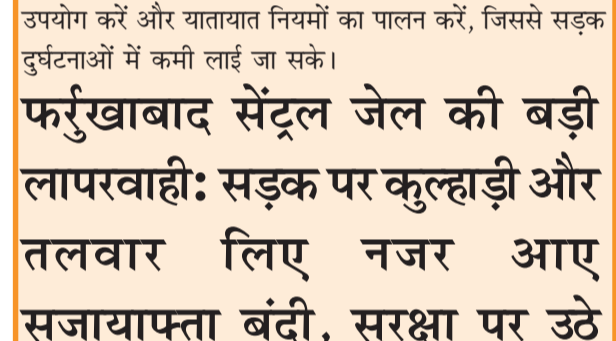 उपयोग करें और यातायात नियमों का पालन करें, जिससे सड़क
दुर्घटनाओं में कमी लाई जा सके।
फर्रुखाबाद सेंट्रल जेल की बड़ी
लापरवाही: सड़क पर कुल्हाड़ी और
तलवार लिए नजर आए
सजायाफ्ता बंदी, सुरक्षा पर उठे